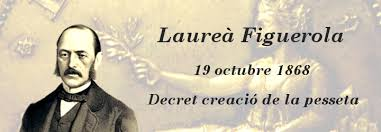 Laureà Figuerola
19 octubre 1868
Decret creació de la pesseta